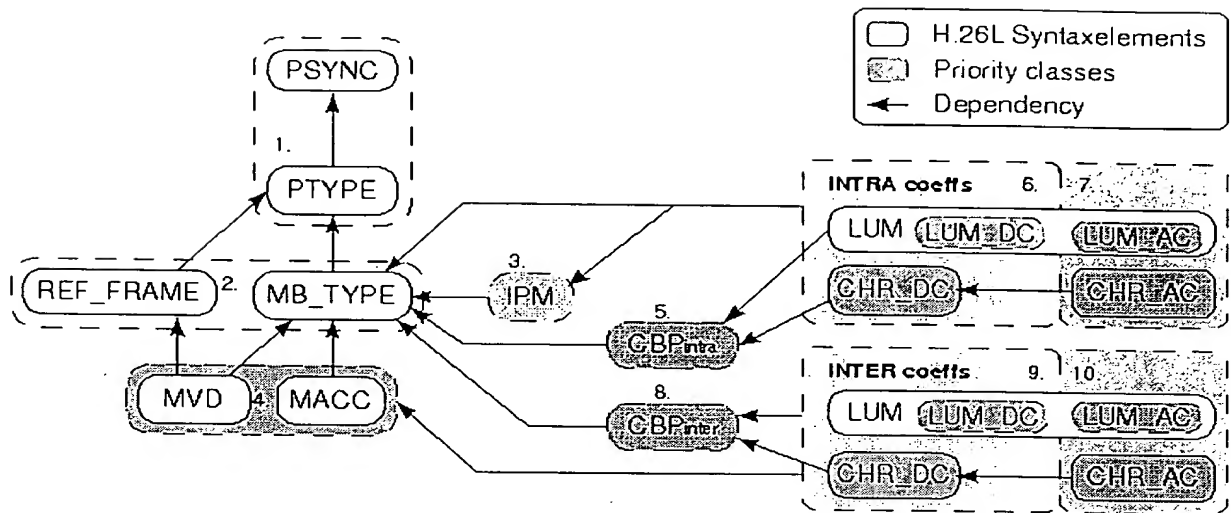 PSYNC
H.26L Syntaxelements
Priority classes
Dependency
1.
PTYPE
INTRA coeffs 6. 7.
LUM LUM_DC LUM_AC
REF_FRAME 2. MB_TYPE
3.
IPM
CHR_DC CHR_AC
5.
CBPintra
MVD 4 MACC
INTER coeffs 9. 10.
8.
CBPinter
LUM LUM_DC LUM_AC
CHR_DC CHR_AC